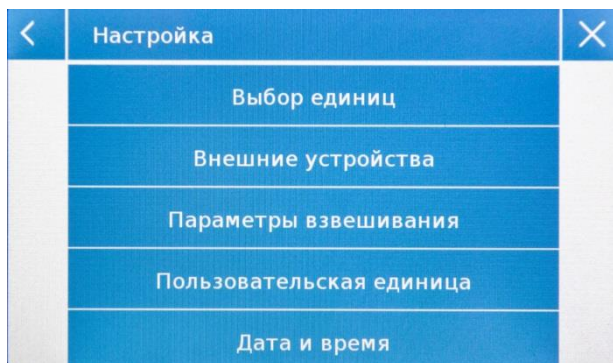 Настройка
Выбор единиц
Внешние устройства
Параметры взвешивания
Пользовательская единица
Дата и время